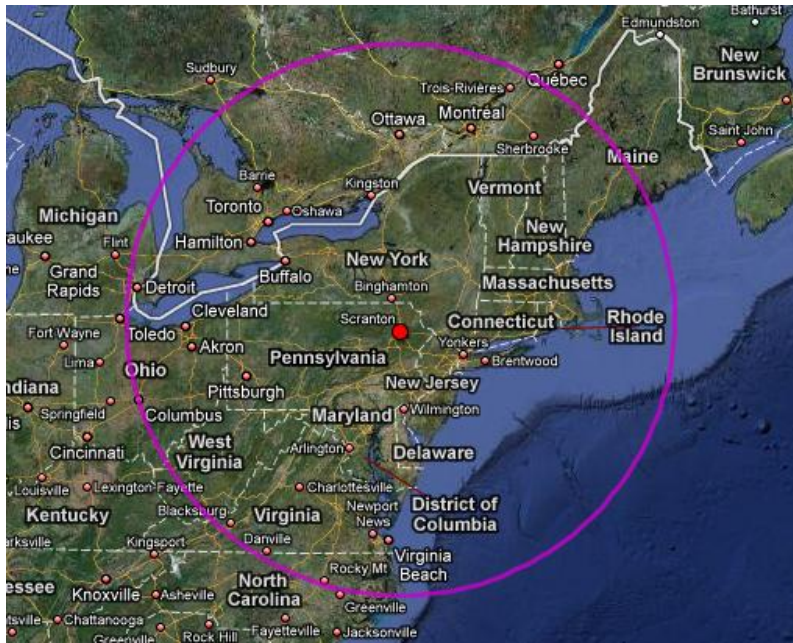 Bathurst
Edmundston
New
Brunswick
Sudbury
Québec
Trois-Rivières
Montréal
Ottawa
Saint John
Sherbrooke
Maine
Barrie
Kingston
Vermont
Toronto
Oshawa
Michigan
New
Hampshire
Hamilton
aukee
Flint
Buffalo
New York
Grand
Rapids
Detroit
Massachusetts
Binghamton
Cleveland
Scranton
Connecticut
Rhode
Island
Fort Wayne
Toledo
Akron
Yonkers
Brentwood
Lima
Ohio
Pennsylvania
ndiana
New Jersey
Pittsburgh
Springfield
Columbus
Maryland
Wilmington
is
Cincinnati
West
Virginia
Arlington
Delaware
Louisville
Lexington-Fayette
Charlottesville
District of
Columbia
Kentucky
Blacksburg
Virginia
Newport
News
arksville
Kingsport
Danville
Virginia
Beach
essee
Knoxville
Asheville
North
Carolina
Rocky Mt
Greenville
Chattanooga
Greenville
Rock Hill
Fayetteville
Jacksonville